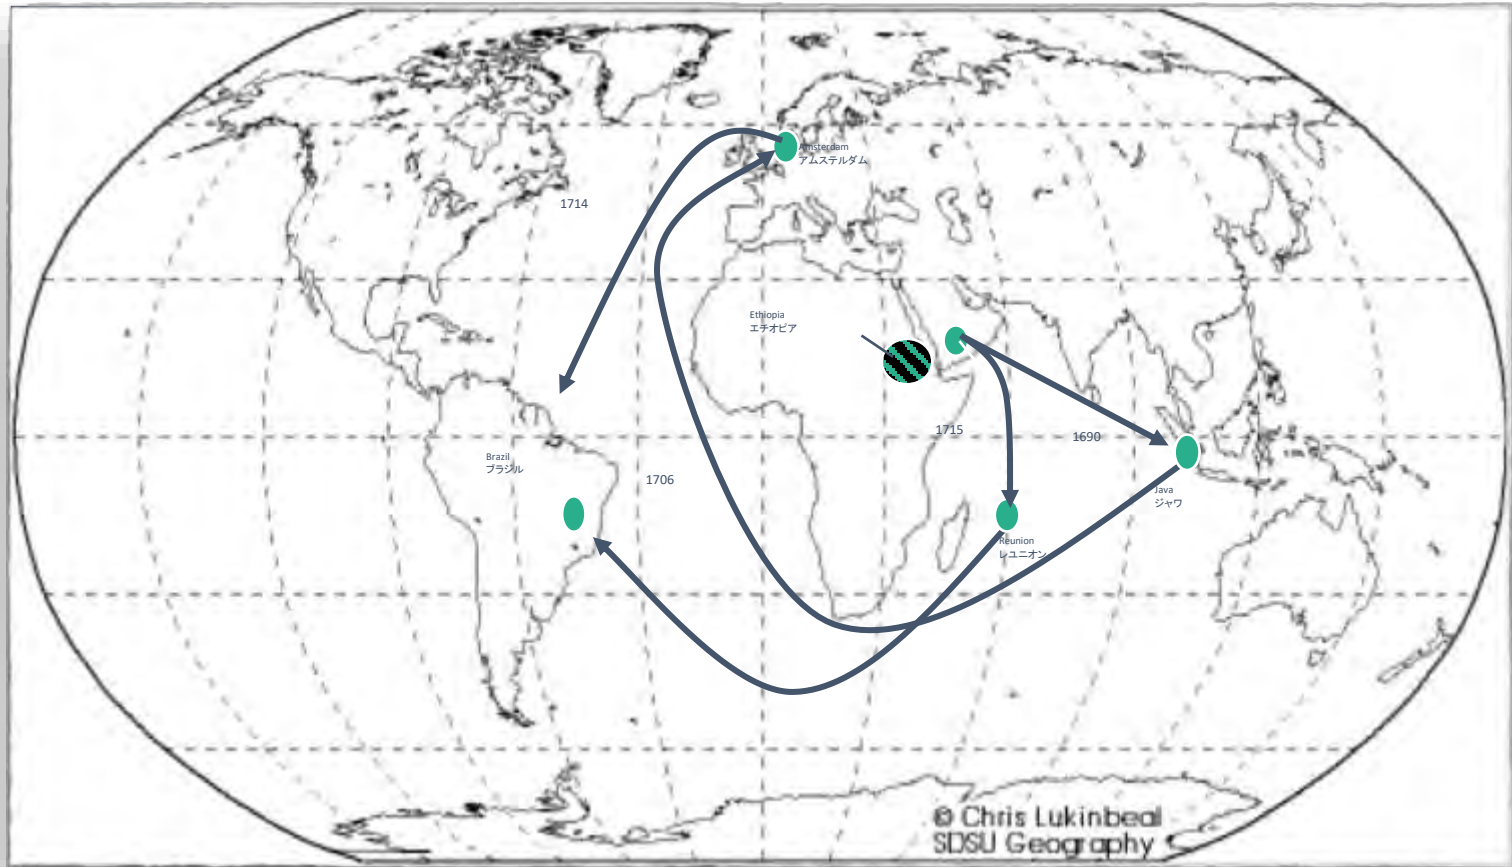 Amsterdam
アムステルダム
1714
Ethiopia
エチオピア
1715
1690
Brazil
ブラジル
1706
Java
ジャワ
Reunion
レユニオン
© Chris Lukinbeal
SDSU Geography